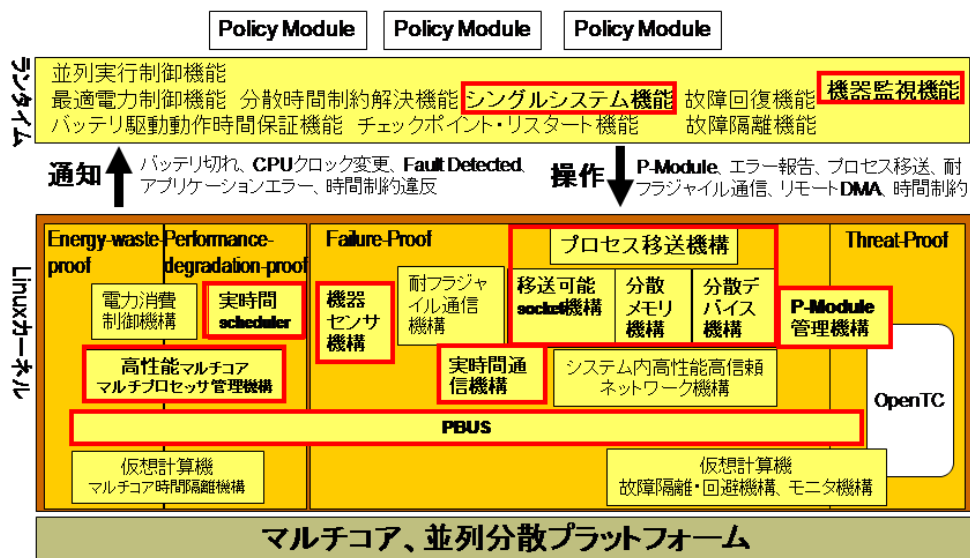 Policy Module
Policy Module
Policy Module
ランタイム
並列実行制御機能
最適電力制御機能 分散時間制約解決機能 シングルシステム機能 故障回復機能 機器監視機能
バッテリ駆動動作時間保証機能 チェックポイント・リスタート機能 故障隔離機能
通知
バッテリ切れ、CPUクロック変更、Fault Detected、
アプリケーションエラー、時間制約違反
操作
P-Module、エラー報告、プロセス移送、耐
フラジャイル通信、リモートDMA、時間制約
Linuxカーネル
Energy-waste-
proof
Performance-
degradation-proof
Failure-Proof
Threat-Proof
プロセス移送機構
電力消費
制御機構
実時間
scheduler
機器
センサ
機構
耐フラジャ
イル通信
機構
移送可能
socket機構
分散
メモリ
機構
分散デ
バイス
機構
P-Module
管理機構
高性能マルチコア
マルチプロセッサ管理機構
実時間通
信機構
システム内高性能高信頼
ネットワーク機構
OpenTC
PBUS
仮想計算機
マルチコア時間隔離機構
仮想計算機
故障隔離・回避機構、モニタ機構
マルチコア、並列分散プラットフォーム